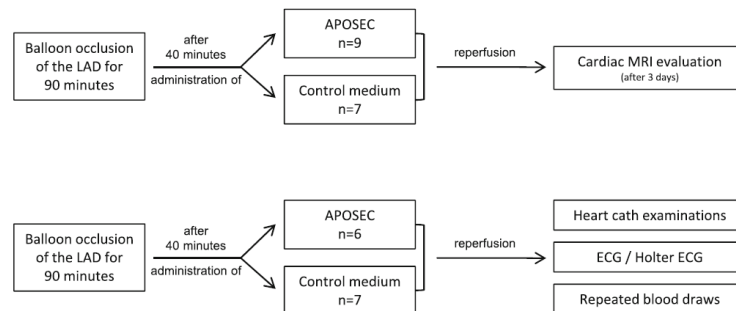 Balloon occlusion
of the LAD for
90 minutes
after
40 minutes
administration of
APOSEC
n=9
Control medium
n=7
reperfusion
Cardiac MRI evaluation
(after 3 days)
Balloon occlusion
of the LAD for
90 minutes
after
40 minutes
administration of
APOSEC
n=6
Control medium
n=7
reperfusion
Heart cath examinations
ECG / Holter ECG
Repeated blood draws